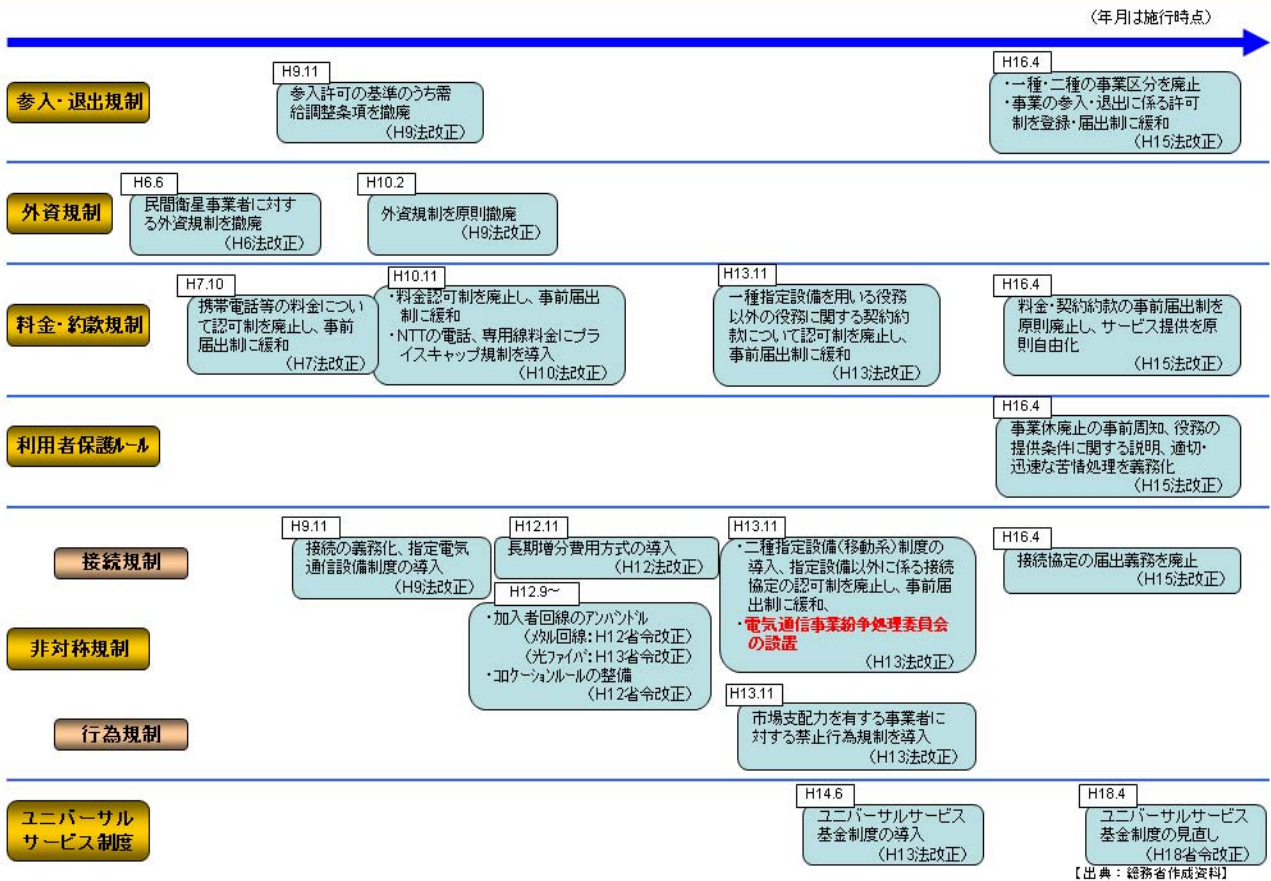 (年月は施行時点)
参入・退出規制
H9.11
参入許可の基準のうち需
給調整条項を撤廃
(H9法改正)
H16.4
・一種・二種の事業区分を廃止
・事業の参入・退出に係る許可
制を登録・届出制に緩和
(H15法改正)
外資規制
H6.6
民間衛星事業者に対す
る外資規制を撤廃
(H6法改正)
H10.2
外資規制を原則撤廃
(H9法改正)
料金・約款規制
H7.10
携帯電話等の料金につい
て認可制を廃止し、事前
届出制に緩和
(H7法改正)
H10.11
・料金認可制を廃止し、事前届出
制に緩和
・NTTの電話、専用線料金にプラ
イスキャップ規制を導入
(H10法改正)
H13.11
一種指定設備を用いる役務
以外の役務に関する契約約
款について認可制を廃止し、
事前届出制に緩和
(H13法改正)
H16.4
料金・契約約款の事前届出制を
原則廃止し、サービス提供を原
則自由化
(H15法改正)
利用者保護ルール
H16.4
事業休廃止の事前周知、役務の
提供条件に関する説明、適切・
迅速な苦情処理を義務化
(H15法改正)
接続規制
非対称規制
行為規制
H9.11
接続の義務化、指定電気
通信設備制度の導入
(H9法改正)
H12.11
長期増分費用方式の導入
(H12法改正)
H12.9〜
・加入者回線のアンバンドル
(メタル回線:H12省令改正)
(光ファイバ:H13省令改正)
・コロケーションルールの整備
(H12省令改正)
H13.11
・二種指定設備(移動系)制度の
導入、指定設備以外に係る接続
協定の認可制を廃止し、事前届
出制に緩和、
・電気通信事業紛争処理委員会
の設置
(H13法改正)
H16.4
接続協定の届出義務を廃止
(H15法改正)
H13.11
市場支配力を有する事業者に
対する禁止行為規制を導入
(H13法改正)
ユニバーサル
サービス制度
H14.6
ユニバーサルサービス
基金制度の導入
(H13法改正)
H18.4
ユニバーサルサービス
基金制度の見直し
(H18省令改正)
【出典:総務省作成資料】